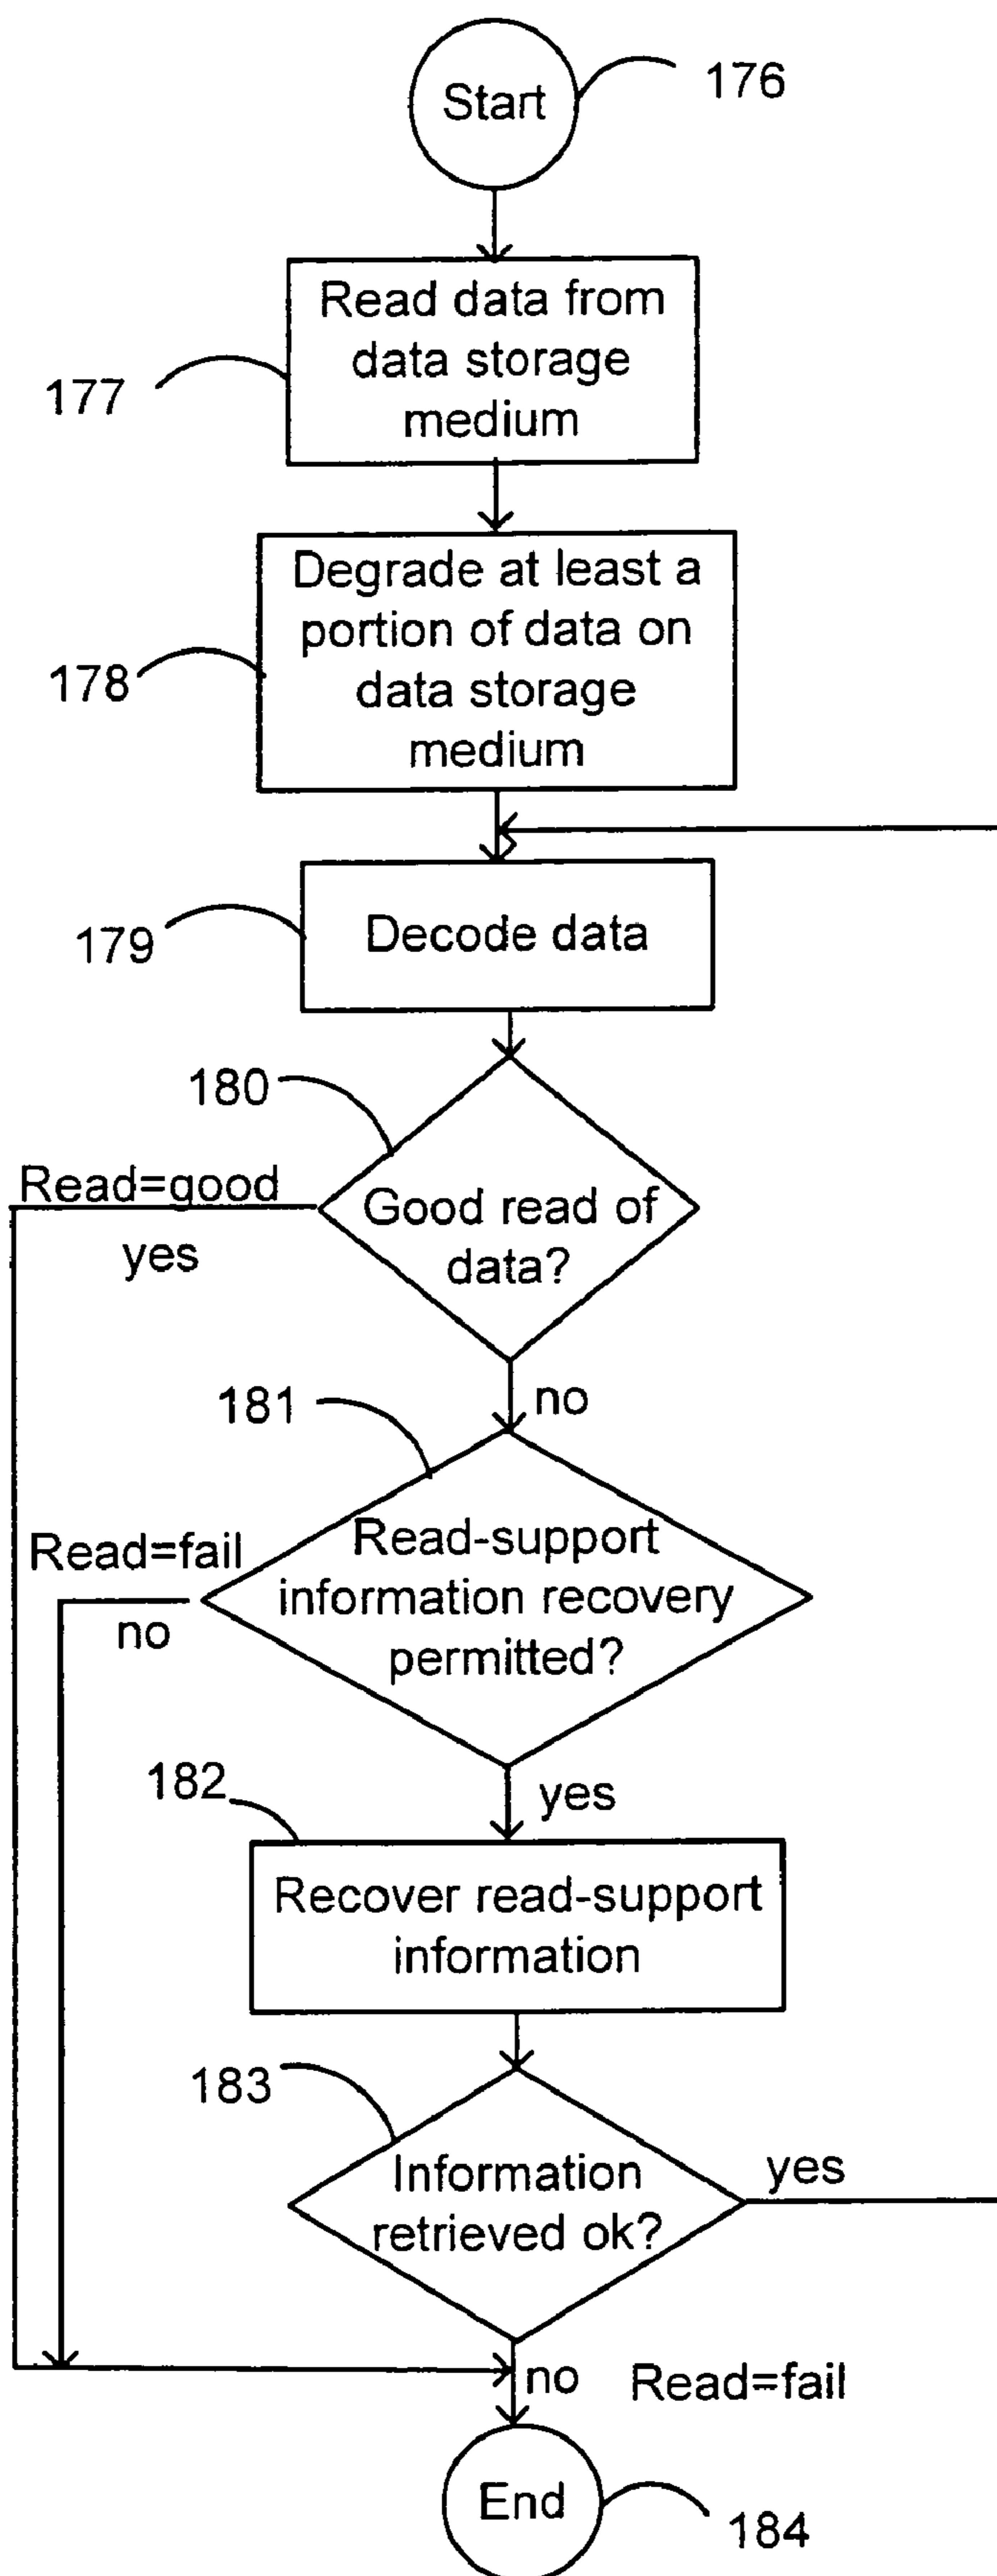 Start
176
Read data from
data storage
medium
177
Degrade at least a
portion of data on
data storage
medium
178
Decode data
179
180
Read=good
yes
Good read of
data?
no
181
Read=fail
no
Read-support
information recovery
permitted?
yes
182
Recover read-support
information
183
Information
retrieved ok?
yes
no
Read=fail
End
184